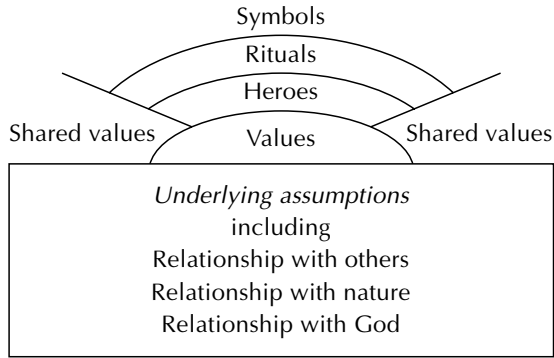 Symbols
Rituals
Heroes
Shared values
Values
Shared values
Underlying assumptions
including
Relationship with others
Relationship with nature
Relationship with God